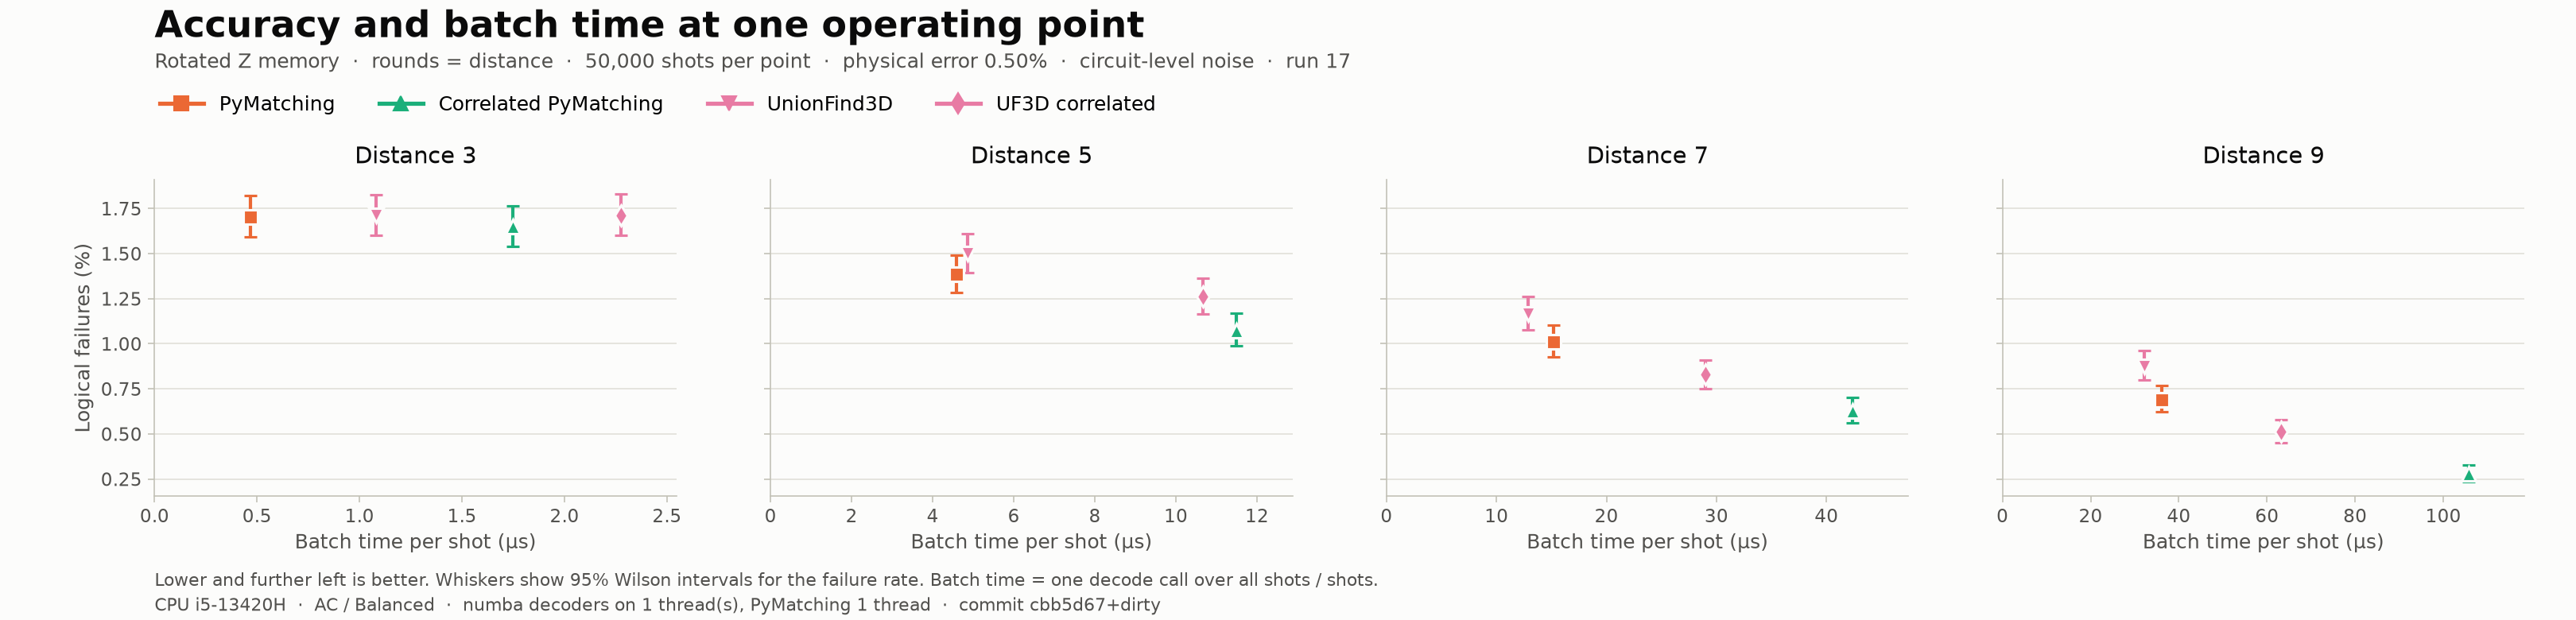 Accuracy and batch time at one operating point
Rotated Z memory · rounds = distance · 50,000 shots per point · physical error 0.50% · circuit-level noise · run 17
PyMatching Correlated PyMatching UnionFind3D UF3D correlated
Distance 3 Distance 5 Distance 7 Distance 9
Logical failures (%)
1.75
1.50
1.25
1.00
0.75
0.50
0.25
0.0 0.5 1.0 1.5 2.0 2.5 0 2 4 6 8 10 12 0 10 20 30 40 0 20 40 60 80 100
Batch time per shot (µs) Batch time per shot (µs) Batch time per shot (µs) Batch time per shot (µs)
Lower and further left is better. Whiskers show 95% Wilson intervals for the failure rate. Batch time = one decode call over all shots / shots.
CPU i5-13420H · AC / Balanced · numba decoders on 1 thread(s), PyMatching 1 thread · commit cbb5d67+dirty